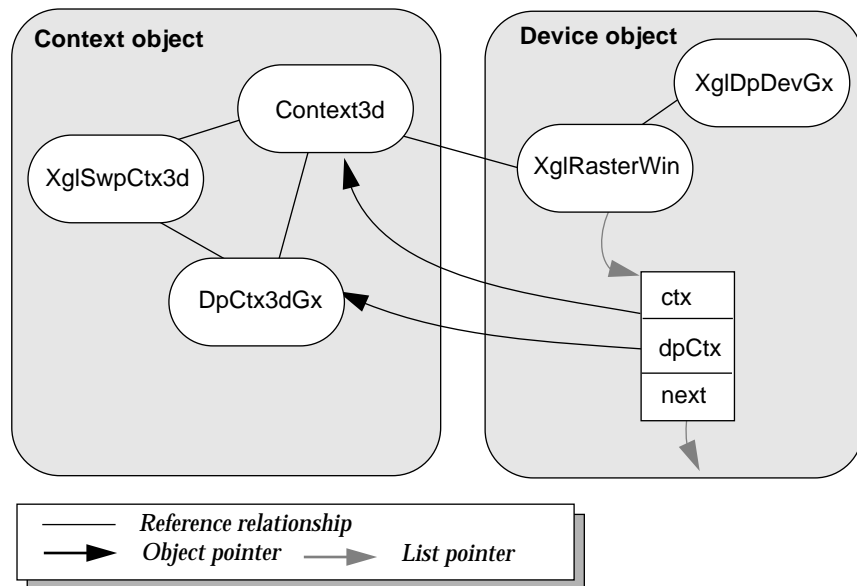 Context object
Context3d
XglSwpCtx3d
DpCtx3dGx
Device object
XglDpDevGx
XglRasterWin
ctx
dpCtx
next
Reference relationship
Object pointer
List pointer